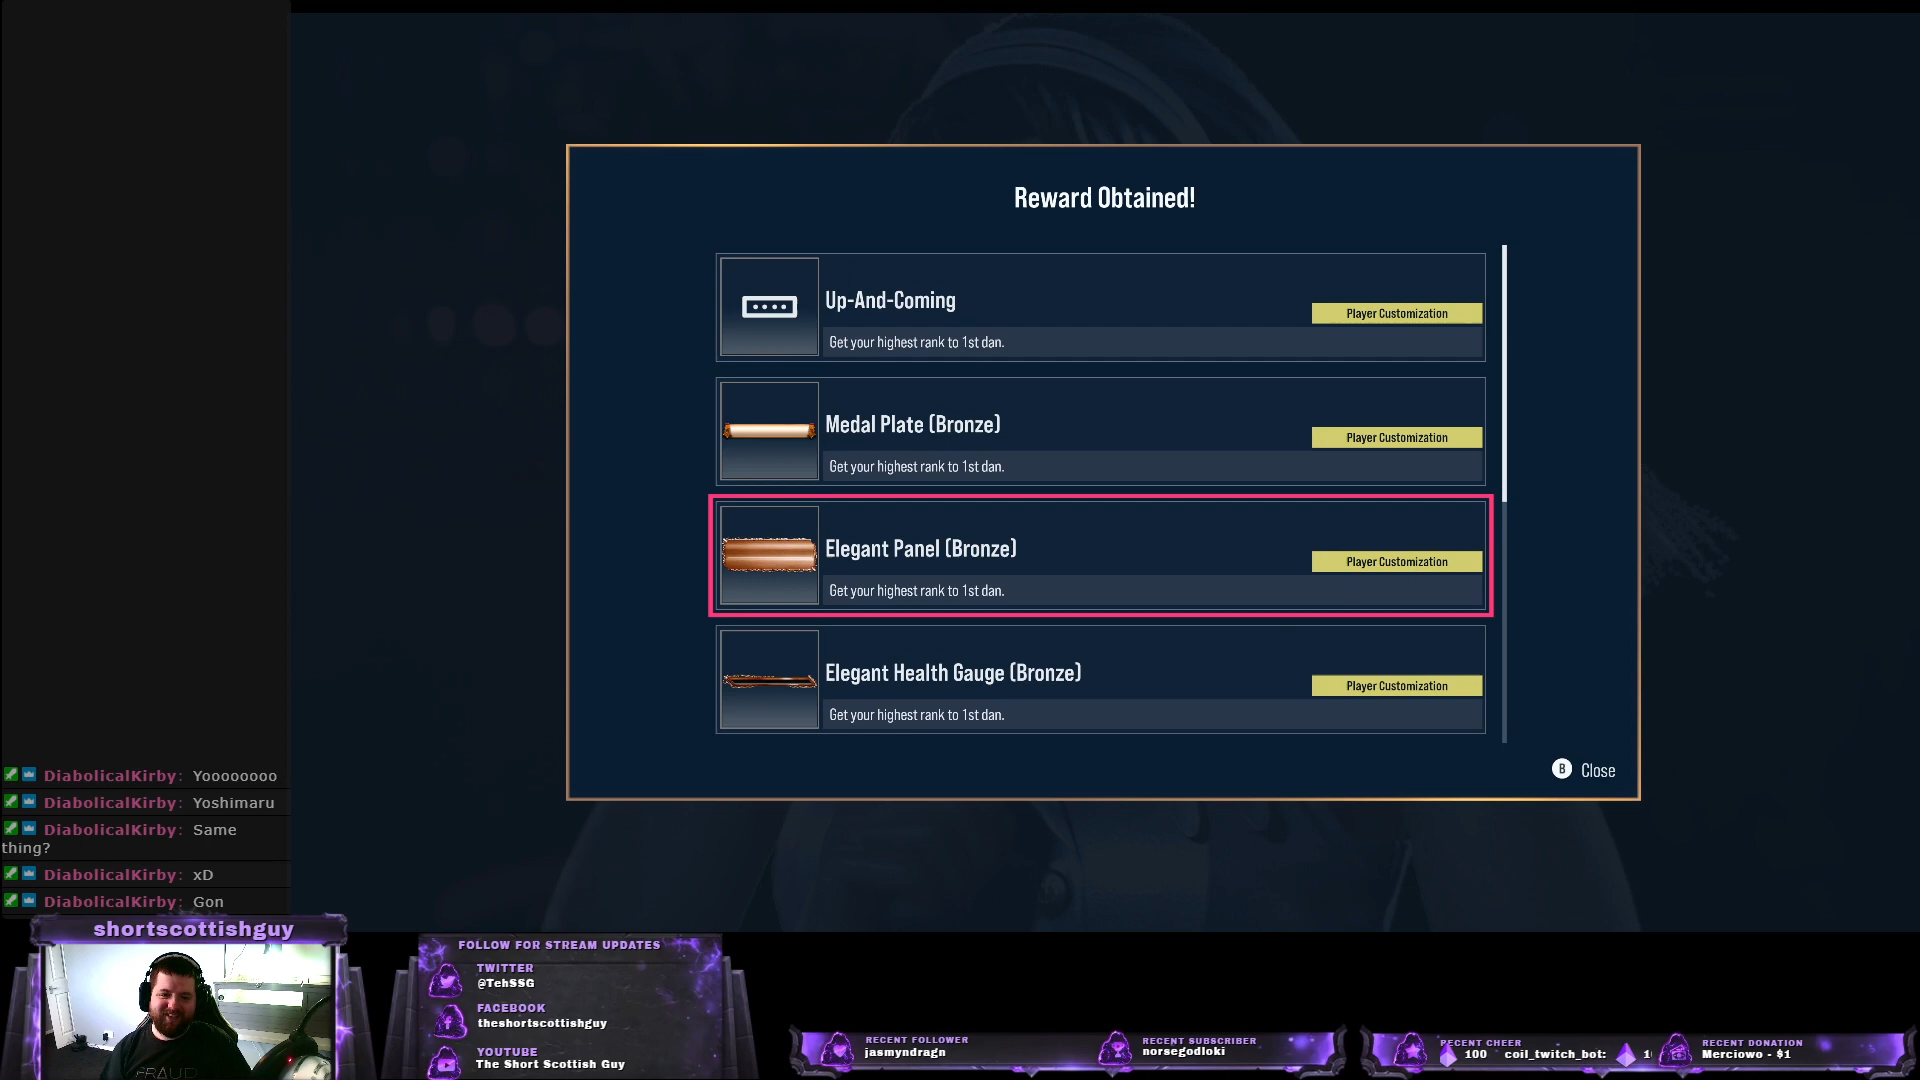 Reward Obtained!
Up-And-Coming
Player Customization
Get your highest rank to 1st dan.
Medal Plate (Bronze)
Player Customization
Get your highest rank to 1st dan.
Elegant Panel (Bronze)
Player Customization
Get your highest rank to 1st dan.
Elegant Health Gauge (Bronze)
Player Customization
Get your highest rank to 1st dan.
B Close
DiabolicalKirby: Yoooooooo
DiabolicalKirby: Yoshimaru
DiabolicalKirby: Same
thing?
DiabolicalKirby: xD
DiabolicalKirby: Gon
shortscottishguy
FRAUD
FOLLOW FOR STREAM UPDATES
TWITTER
@TehSSG
FACEBOOK
theshortscottishguy
YOUTUBE
The Short Scottish Guy
RECENT FOLLOWER
jasmyndragn
RECENT SUBSCRIBER
norsegodloki
RECENT CHEER
100 coil_twitch_bot:
RECENT DONATION
Merciowo - $1